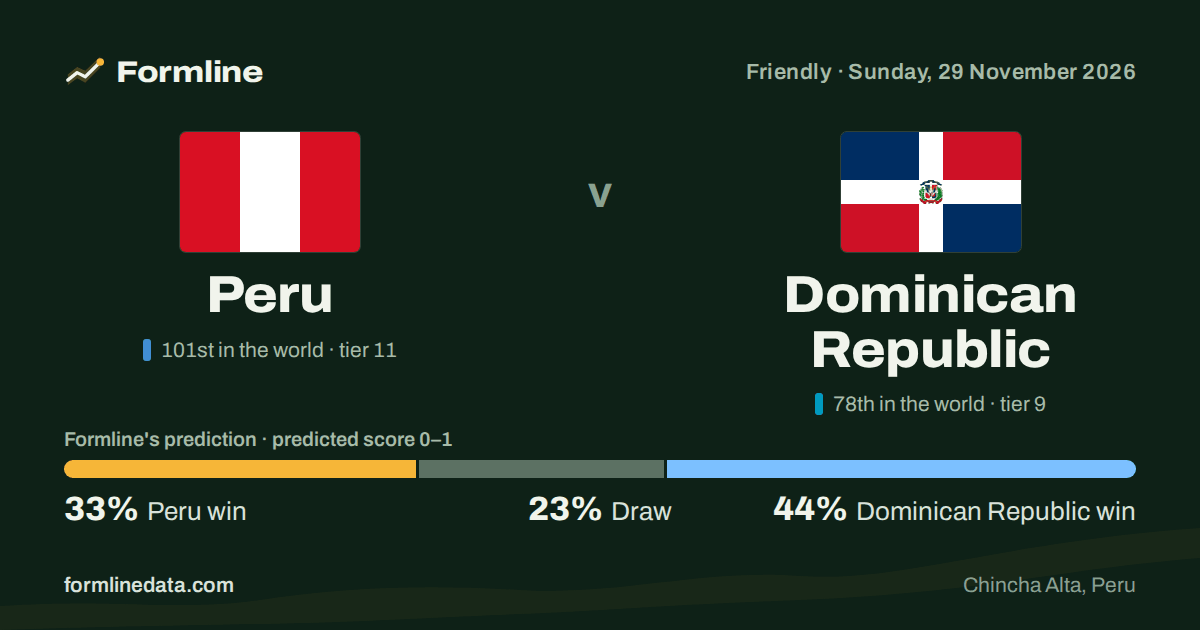 Formline
Friendly · Sunday, 29 November 2026
v
Peru
101st in the world · tier 11
Dominican
Republic
78th in the world · tier 9
Formline's prediction · predicted score 0–1
33% Peru win
23% Draw
44% Dominican Republic win
formlinedata.com
Chincha Alta, Peru